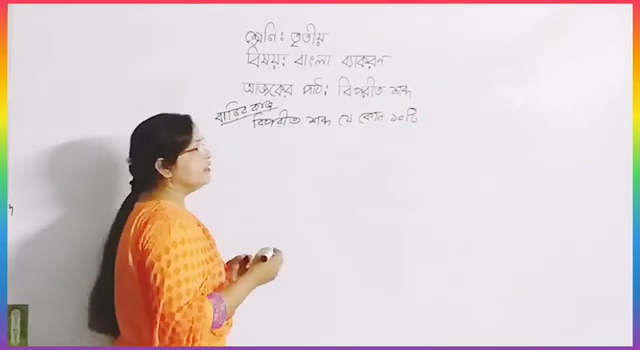 শ্রেণি: তৃতীয়
বিষয়: বাংলা ব্যাকরণ
আজকের পাঠ: বিপরীত শব্দ
বাড়ির কাজ
বিপরীত শব্দ যে কোন ১০টি